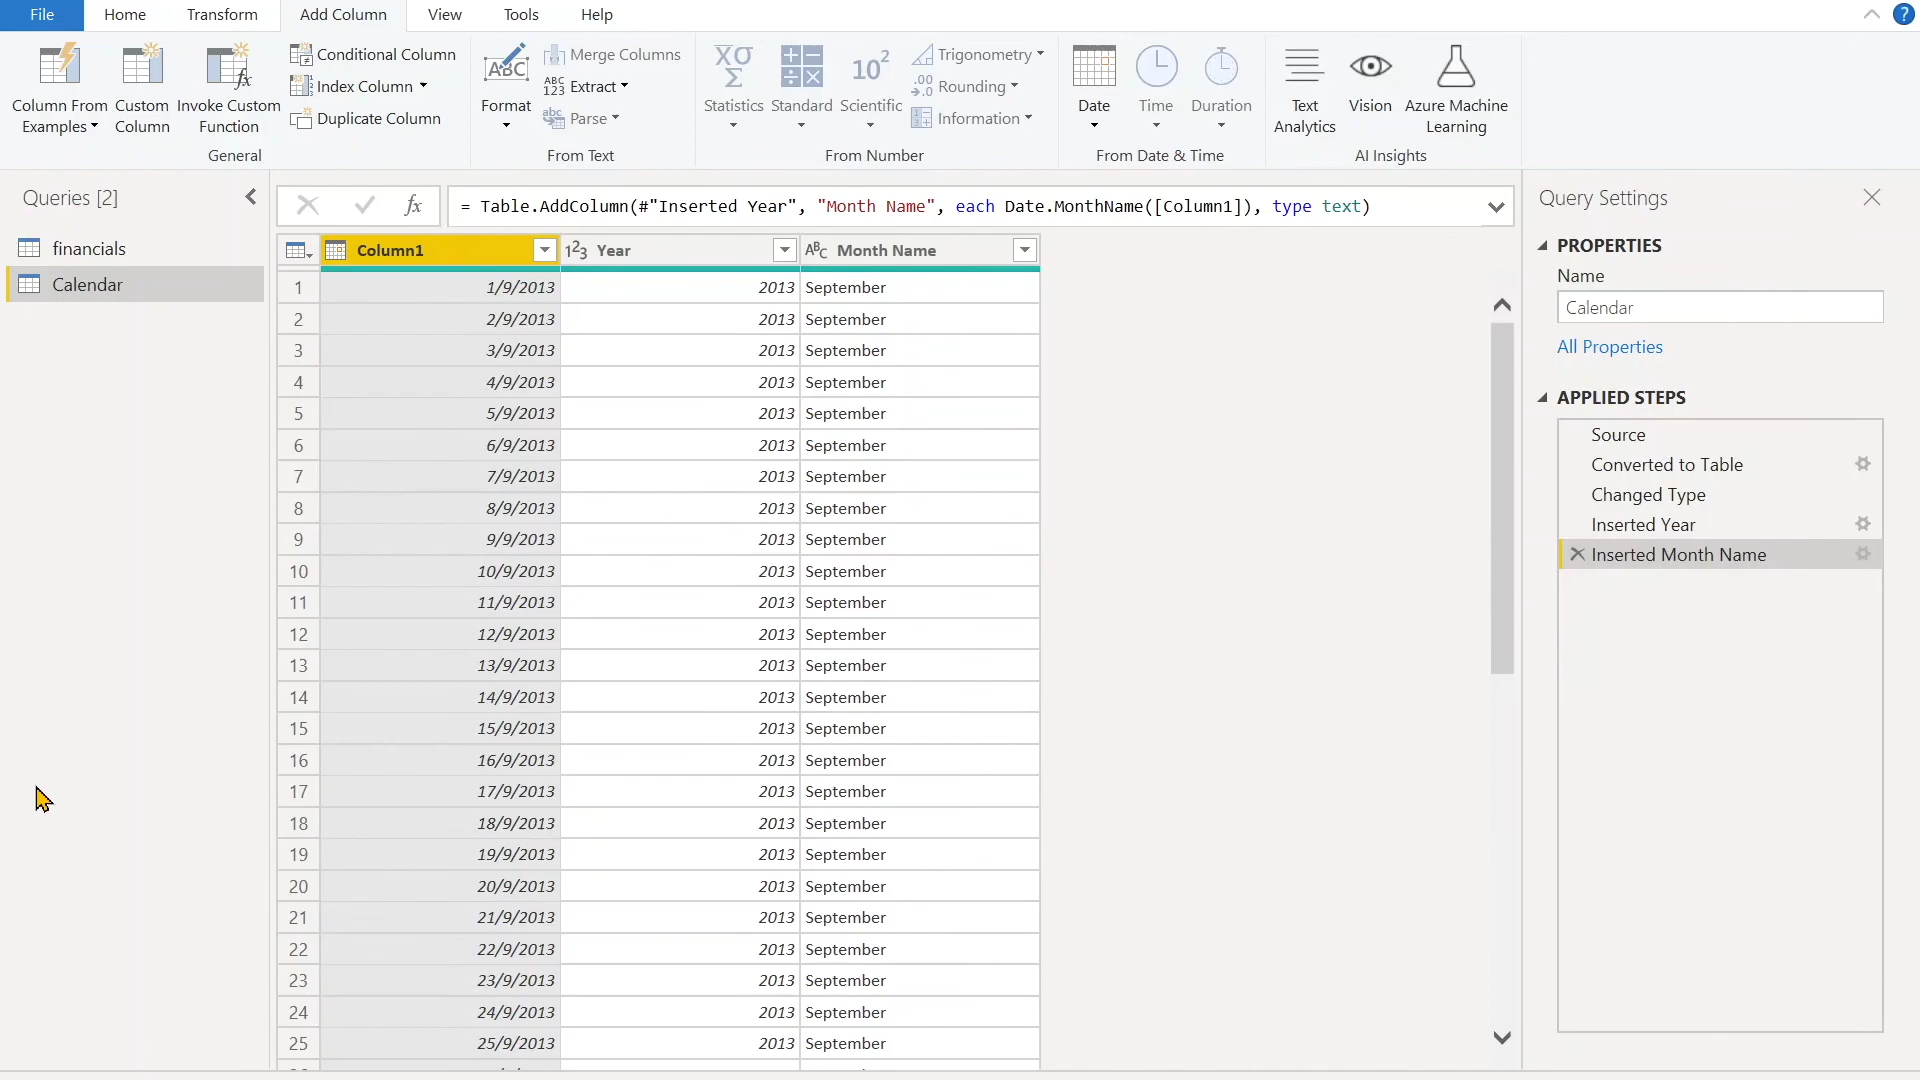 File Home Transform Add Column View Tools Help
Column From Examples
Custom Column
Invoke Custom Function
Conditional Column
Index Column
Duplicate Column
General
ABC
Format
Merge Columns
ABC 123 Extract
abc Parse
From Text
XΣσ
Statistics
Standard
10² Scientific
Trigonometry
.00 .0 Rounding
Information
From Number
Date
Time
Duration
From Date & Time
Text Analytics
Vision
Azure Machine Learning
AI Insights
Queries [2]
financials
Calendar
fx
= Table.AddColumn(#"Inserted Year", "Month Name", each Date.MonthName([Column1]), type text)
Column1 1²3 Year ABC Month Name
1 1/9/2013 2013 September
2 2/9/2013 2013 September
3 3/9/2013 2013 September
4 4/9/2013 2013 September
5 5/9/2013 2013 September
6 6/9/2013 2013 September
7 7/9/2013 2013 September
8 8/9/2013 2013 September
9 9/9/2013 2013 September
10 10/9/2013 2013 September
11 11/9/2013 2013 September
12 12/9/2013 2013 September
13 13/9/2013 2013 September
14 14/9/2013 2013 September
15 15/9/2013 2013 September
16 16/9/2013 2013 September
17 17/9/2013 2013 September
18 18/9/2013 2013 September
19 19/9/2013 2013 September
20 20/9/2013 2013 September
21 21/9/2013 2013 September
22 22/9/2013 2013 September
23 23/9/2013 2013 September
24 24/9/2013 2013 September
25 25/9/2013 2013 September
Query Settings
PROPERTIES
Name
Calendar
All Properties
APPLIED STEPS
Source
Converted to Table
Changed Type
Inserted Year
Inserted Month Name